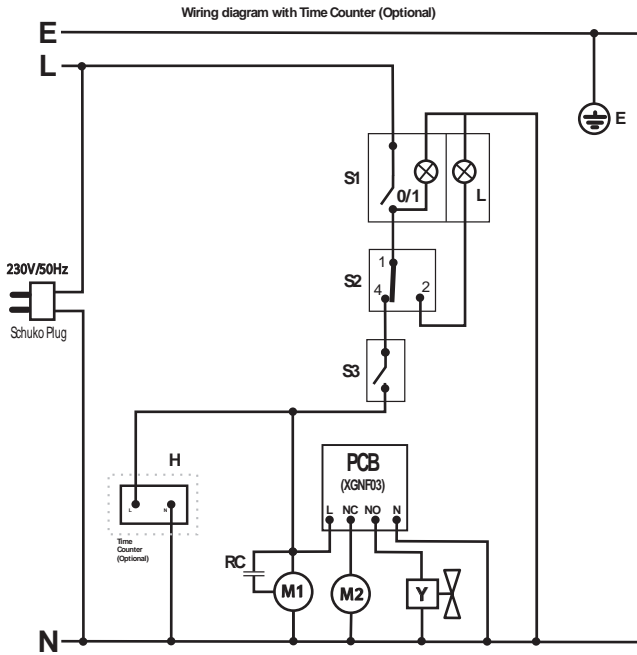 Wiring diagram with Time Counter (Optional)
E
L
E
S1
0/1
L
230V/50Hz
Schuko Plug
S2
1
4
2
S3
H
L
N
Time
Counter
(Optional)
PCB
(XGNF03)
L NC NO N
RC
M1
M2
Y
N